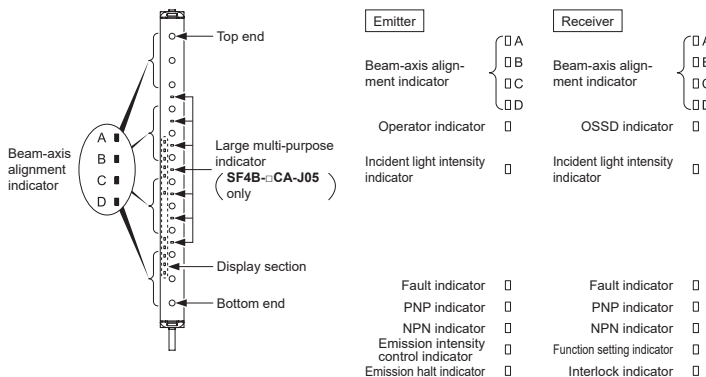 Top end
Beam-axis
alignment
indicator
A
B
C
D
Large multi-purpose
indicator
(SF4B-□CA-J05
only)
Display section
Bottom end
Emitter
Beam-axis align-
ment indicator
A
B
C
D
Operator indicator
Incident light intensity
indicator
Fault indicator
PNP indicator
NPN indicator
Emission intensity
control indicator
Emission halt indicator
Receiver
Beam-axis align-
ment indicator
A
OSSD indicator
Incident light intensity
indicator
Fault indicator
PNP indicator
NPN indicator
Function setting indicator
Interlock indicator